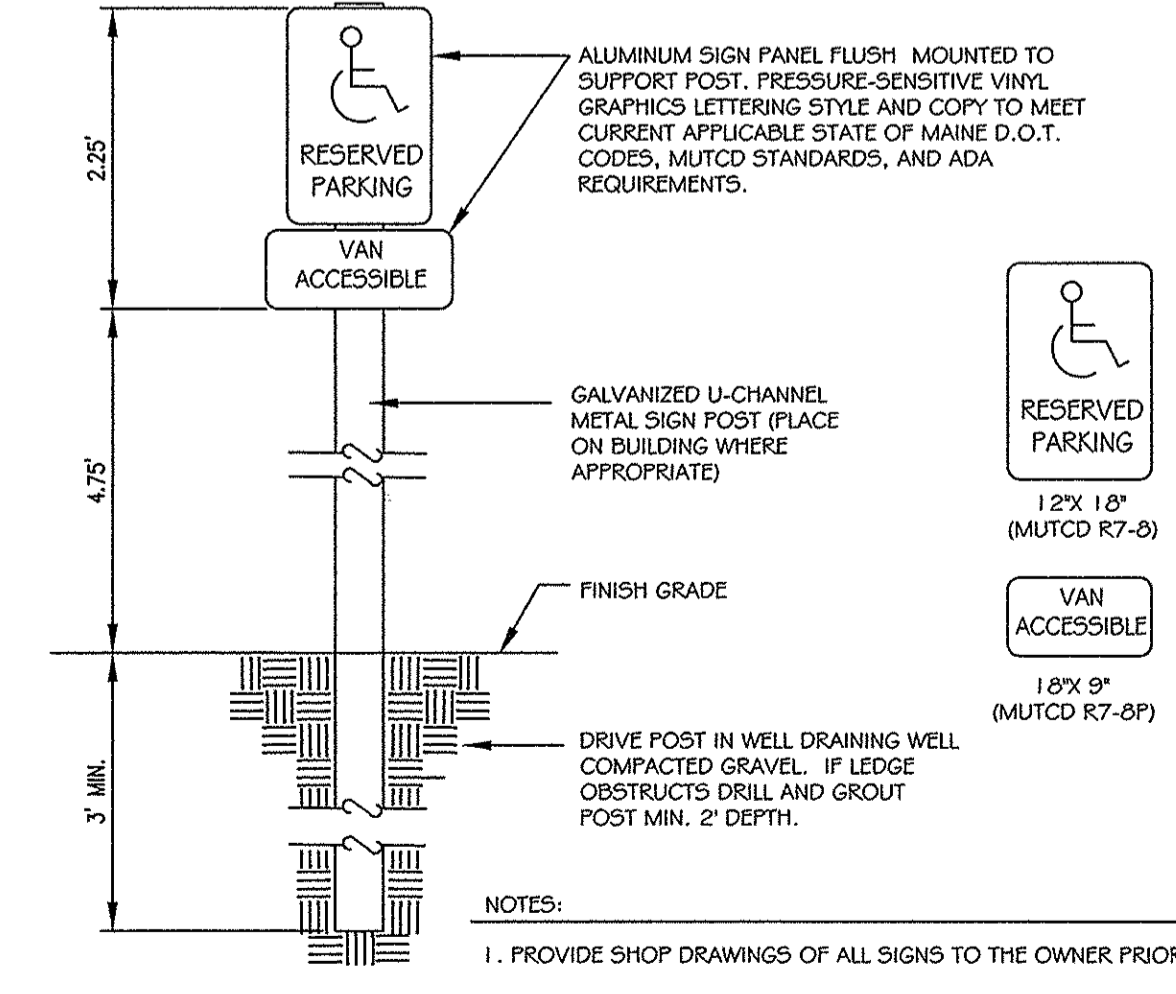 2.25'
RESERVED
PARKING
VAN
ACCESSIBLE
ALUMINUM SIGN PANEL FLUSH MOUNTED TO
SUPPORT POST. PRESSURE-SENSITIVE VINYL
GRAPHICS LETTERING STYLE AND COPY TO MEET
CURRENT APPLICABLE STATE OF MAINE D.O.T.
CODES, MUTCD STANDARDS, AND ADA
REQUIREMENTS.
4.75'
GALVANIZED U-CHANNEL
METAL SIGN POST (PLACE
ON BUILDING WHERE
APPROPRIATE)
RESERVED
PARKING
12"X 18"
(MUTCD R7-8)
FINISH GRADE
VAN
ACCESSIBLE
18"X 9"
(MUTCD R7-8P)
3' MIN.
DRIVE POST IN WELL DRAINING WELL
COMPACTED GRAVEL. IF LEDGE
OBSTRUCTS DRILL AND GROUT
POST MIN. 2' DEPTH.
NOTES:
1. PROVIDE SHOP DRAWINGS OF ALL SIGNS TO THE OWNER PRIOR